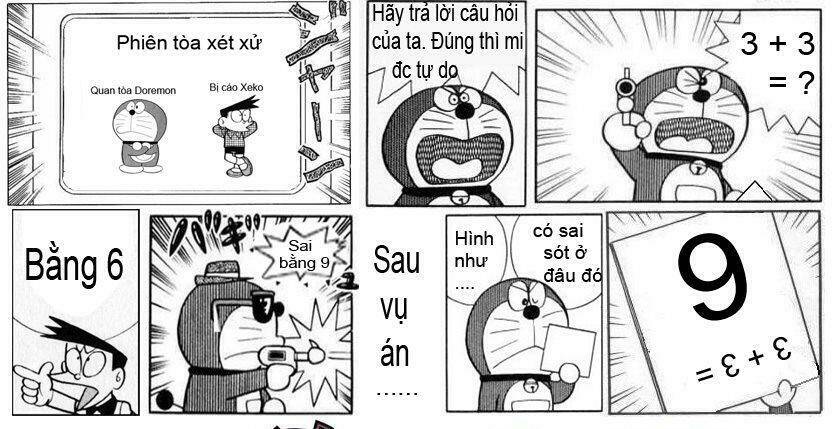 Phiên tòa xét xử
Quan tòa Doremon
Bị cáo Xeko
Hãy trả lời câu hỏi
của ta. Đúng thì mi
đc tự do
3 + 3
= ?
Bằng 6
Sai
bằng 9
Sau
vụ
án
......
Hình
như
....
có sai
sót ở
đâu đó
9
3 + 3 =